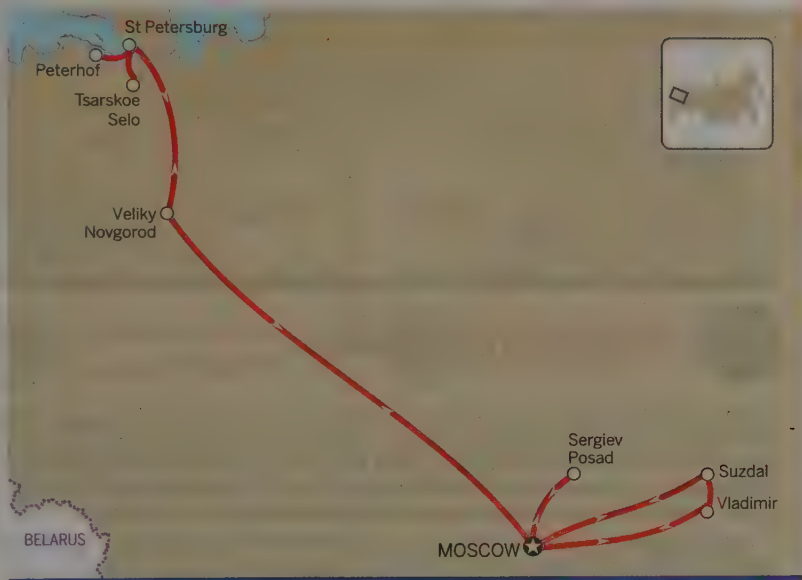 St Petersburg
Peterhof
Tsarskoe
Selo
Veliky
Novgorod
Sergiev
Posad
Suzdal
Vladimir
BELARUS
MOSCOW